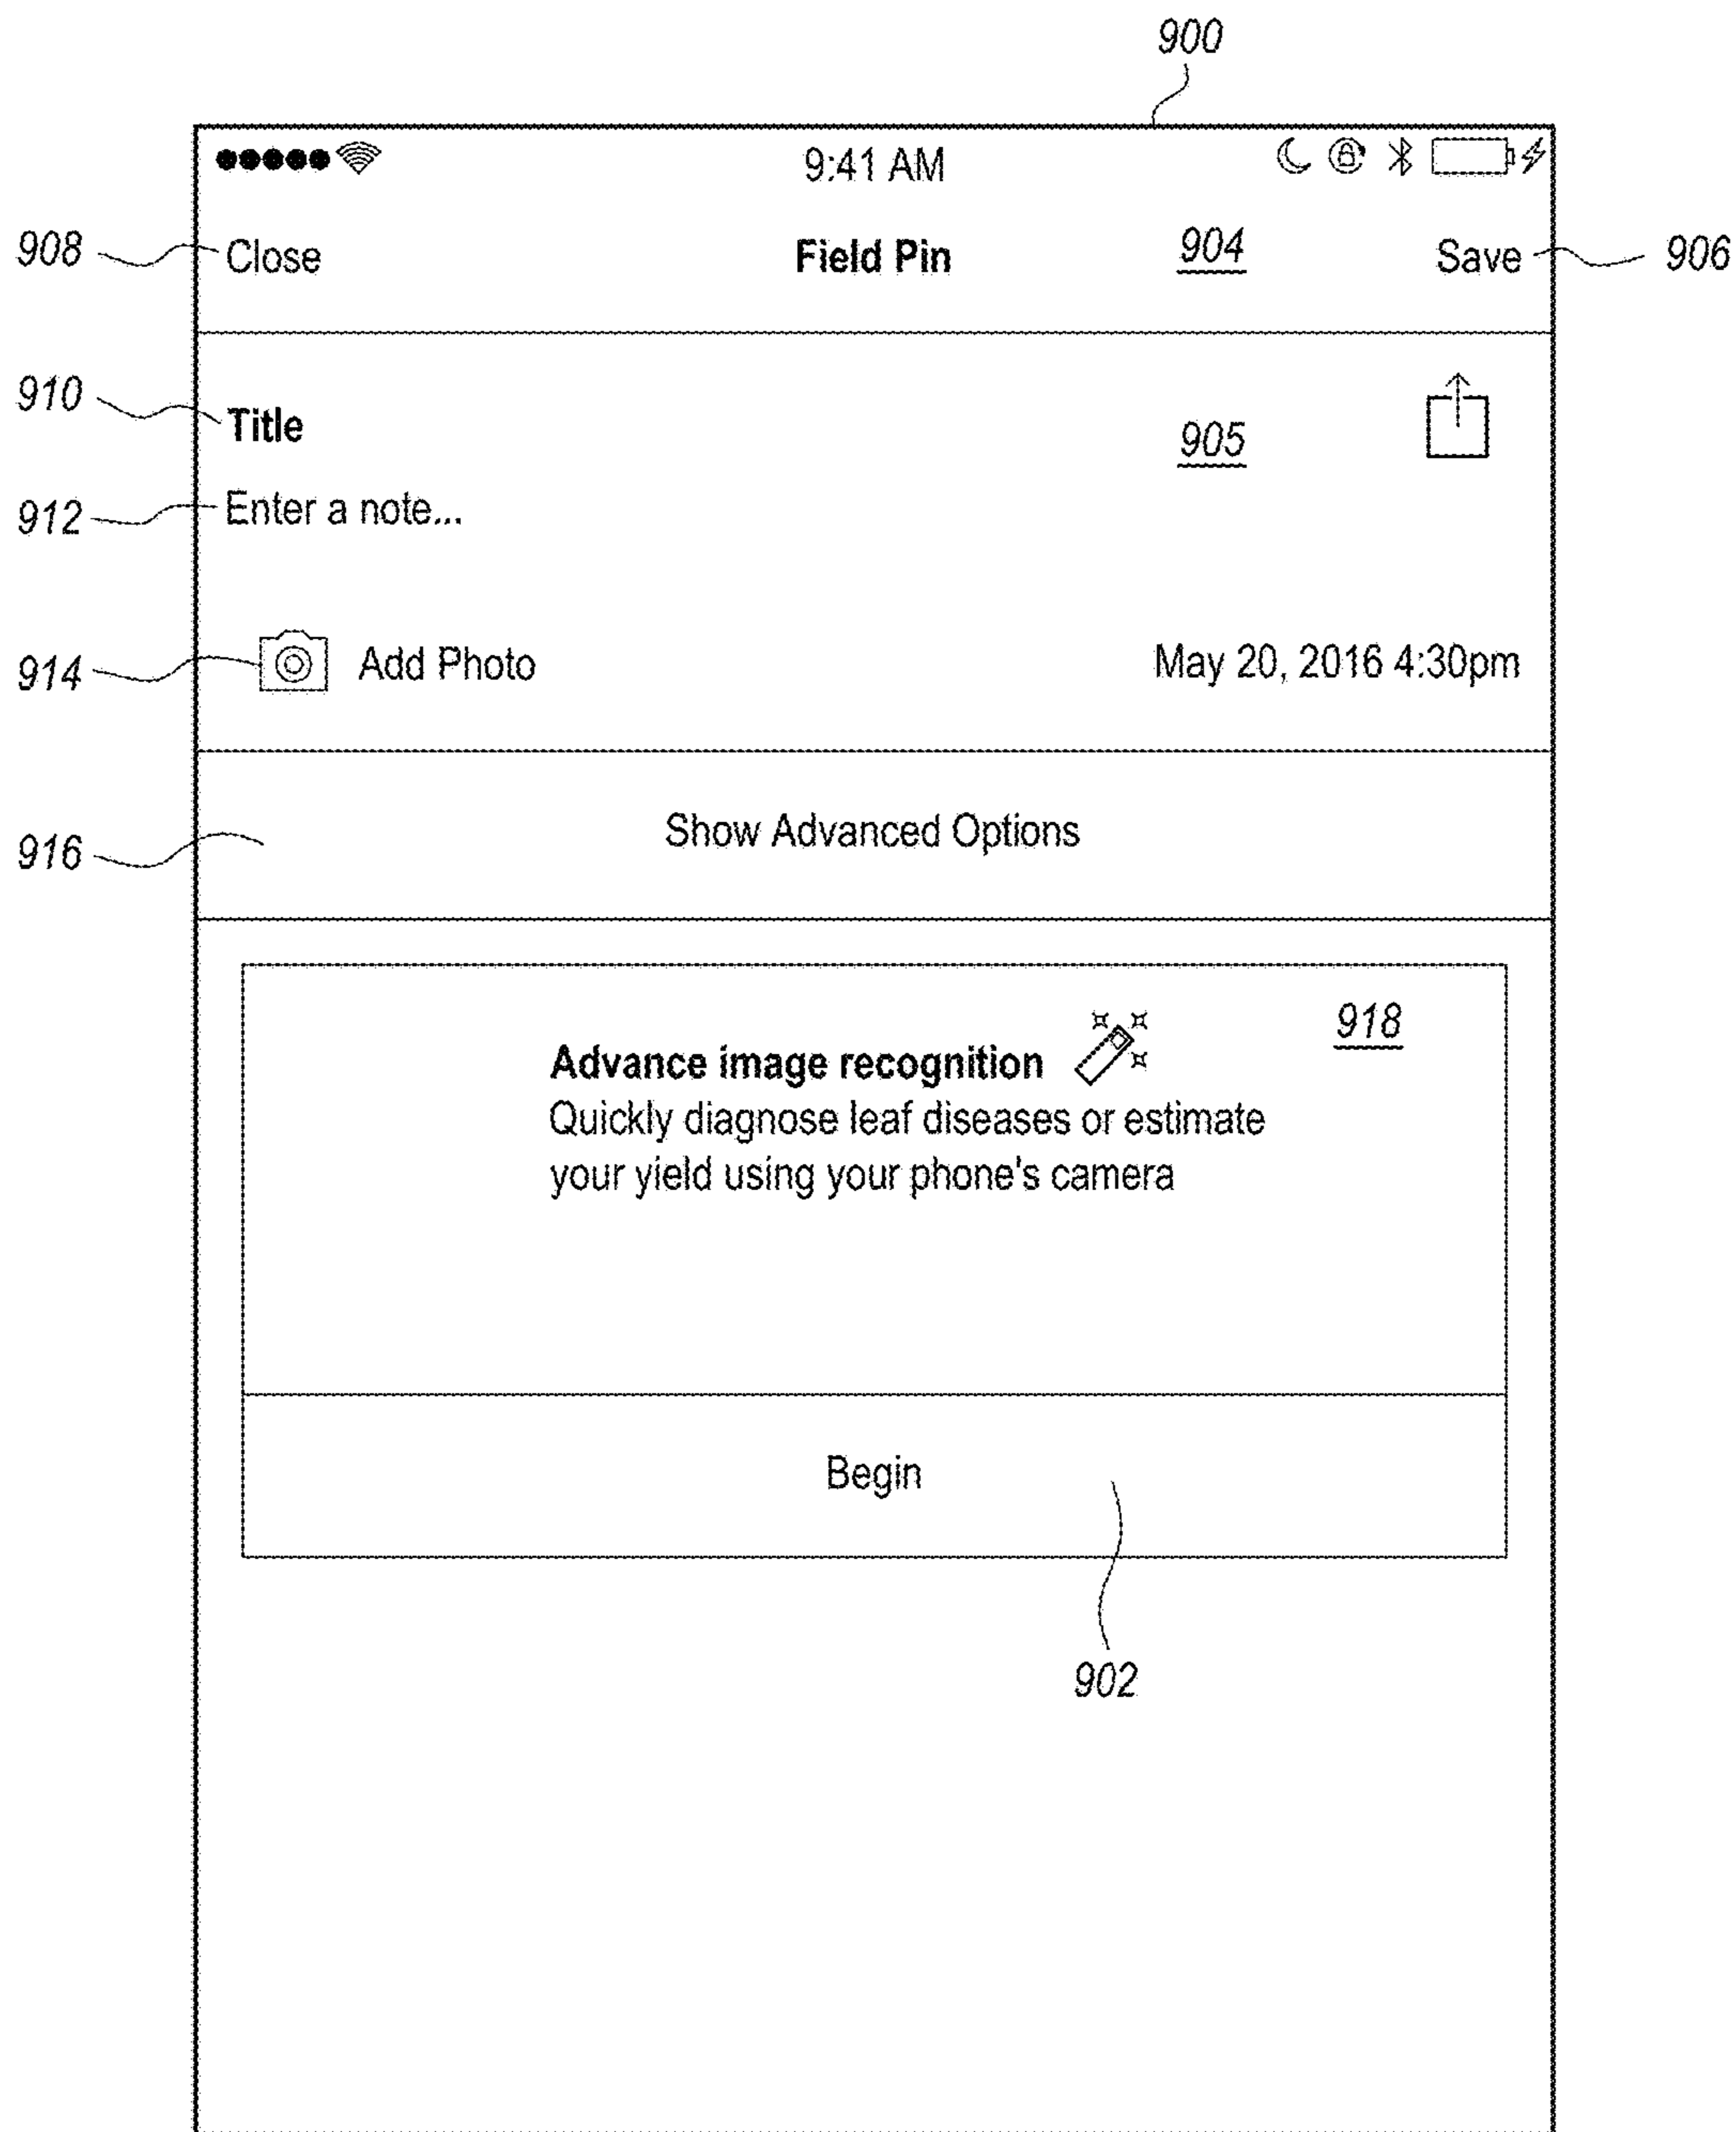 900
9:41 AM
908 Close Field Pin 904 Save 906
910 Title 905
912 Enter a note...
914 Add Photo May 20, 2016 4:30pm
916 Show Advanced Options
918
Advance image recognition
Quickly diagnose leaf diseases or estimate
your yield using your phone's camera
Begin
902